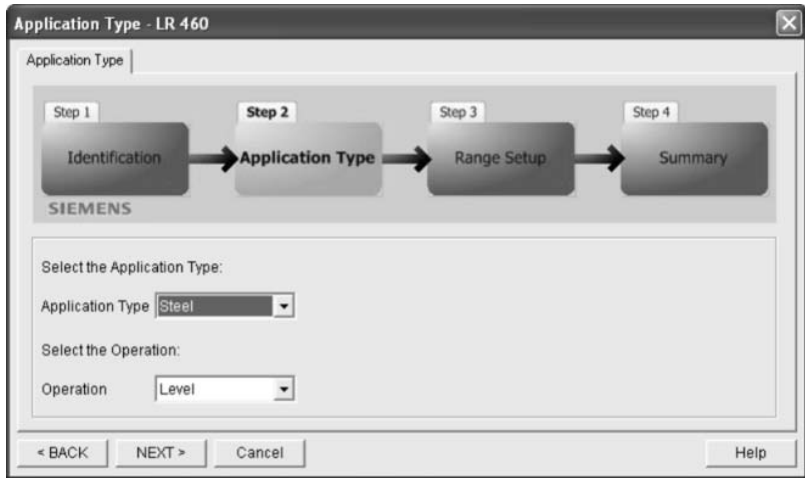 Application Type - LR 460
Application Type
Step 1
Step 2
Step 3
Step 4
Identification
Application Type
Range Setup
Summary
SIEMENS
Select the Application Type:
Application Type Steel
Select the Operation:
Operation Level
< BACK
NEXT >
Cancel
Help